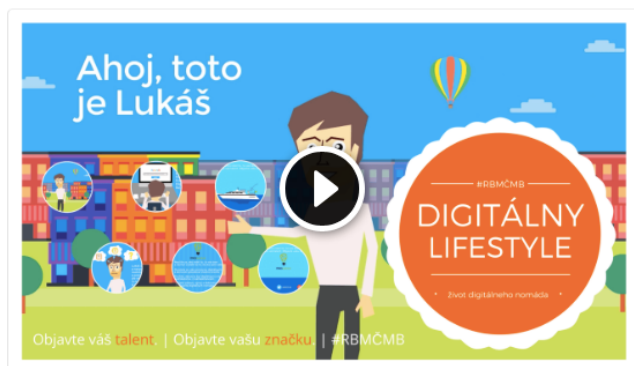 Ahoj, toto
je Lukáš
#RBMČMB
DIGITÁLNY
LIFESTYLE
život digitálneho nomáda
Objavte váš talent. | Objavte vašu značku | #RBMČMB